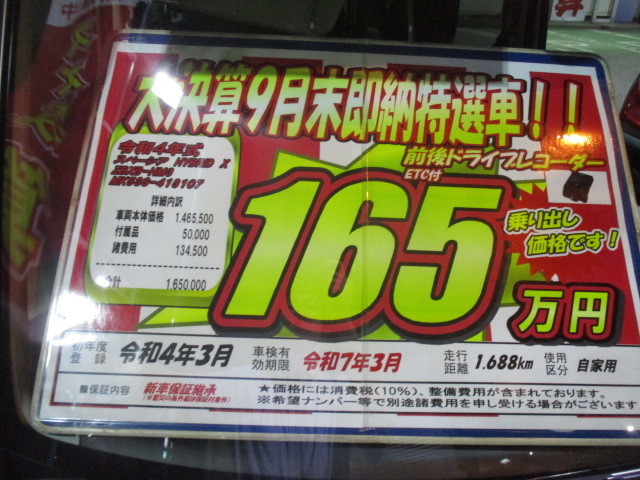 大決算9月末即納特選車!!
令和4年式
スペーシア HYBRID X
MK53S-418107
前後ドライブレコーダー
ETC付
詳細内訳
車両本体価格 1,465,500
付属品 50,000
諸費用 134,500
合計 1,650,000
165万円
乗り出し
価格です!
初年度登録 令和4年3月 車検有効期限 令和7年3月 走行距離 1.688km 使用区分 自家用
■保証内容 新車保証継承
★価格には消費税(10%)、整備費用が含まれております。
※希望ナンバー等で別途諸費用を申し受ける場合がございます